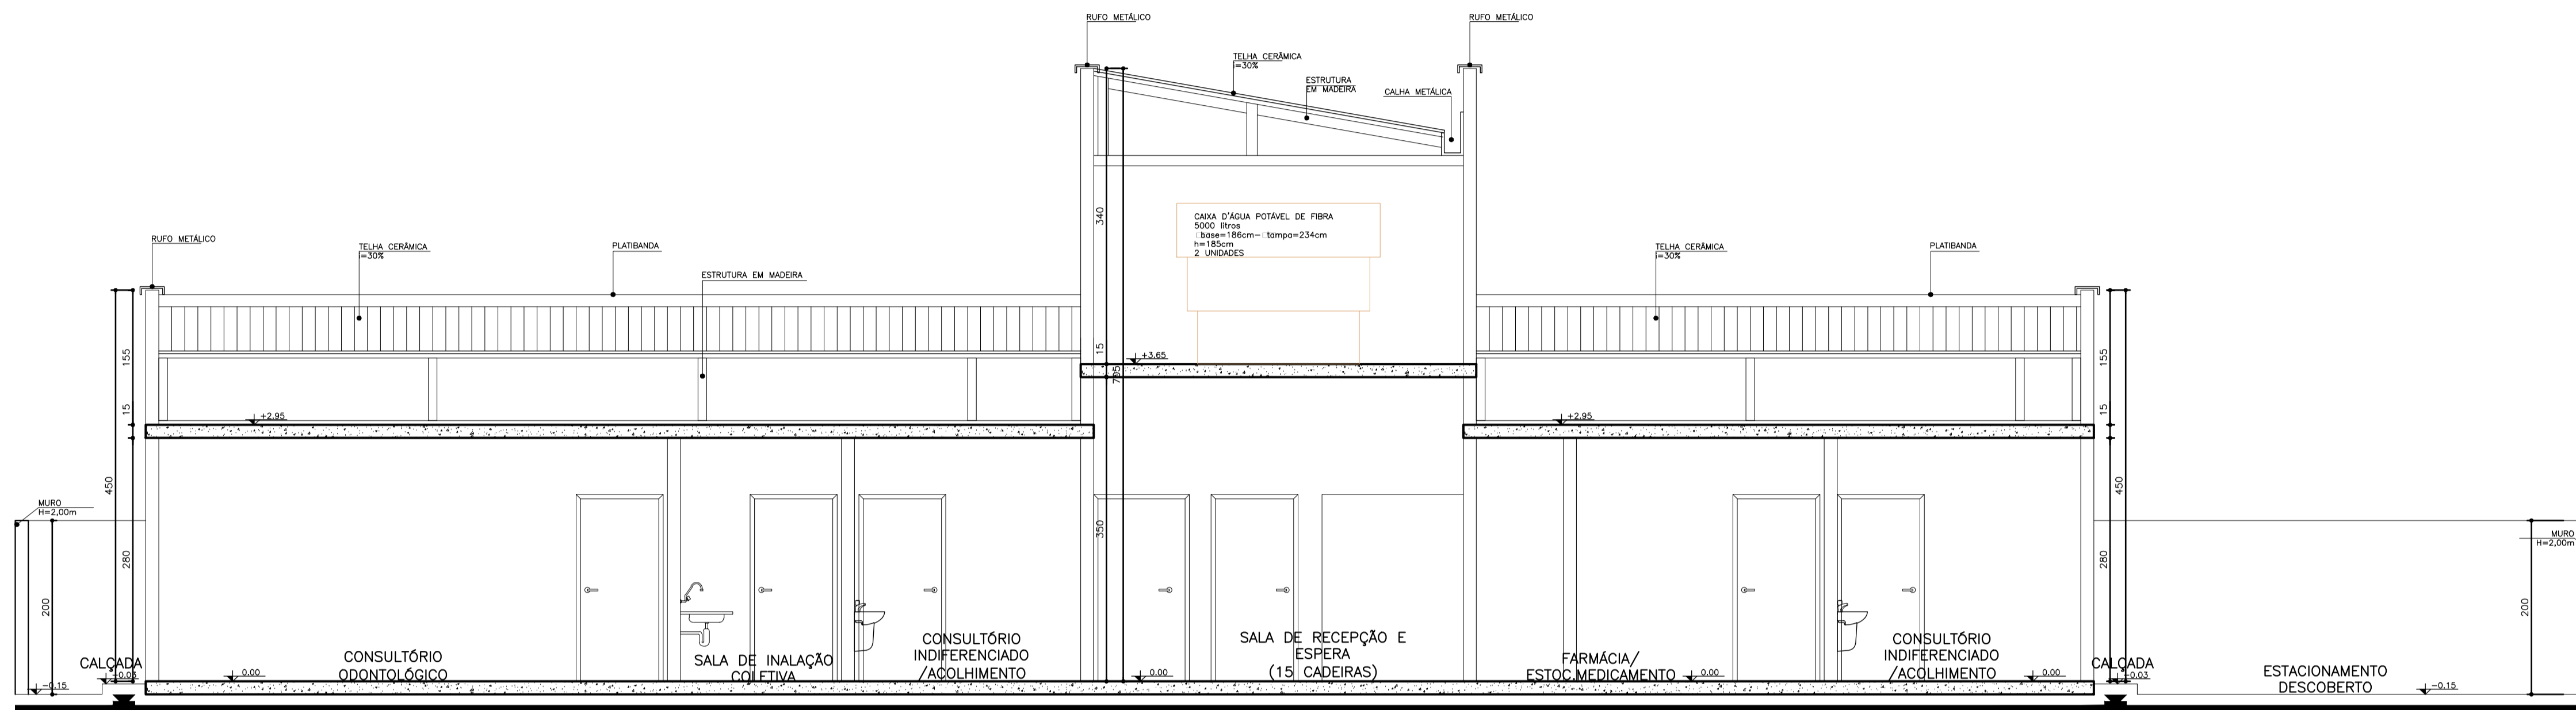 RUFO METÁLICO
RUFO METÁLICO
TELHA CERÂMICA
i=30%
ESTRUTURA
EM MADEIRA
CALHA METÁLICA
340
CAIXA D'ÁGUA POTÁVEL DE FIBRA
5000 litros
base=186cm- tampa=234cm
h=185cm
2 UNIDADES
RUFO METÁLICO
TELHA CERÂMICA
i=30%
PLATIBANDA
ESTRUTURA EM MADEIRA
TELHA CERÂMICA
i=30%
PLATIBANDA
155
15
+3.65
705
155
15
+2.95
+2.95
15
450
280
MURO
H=2,00m
200
350
450
280
MURO
H=2,00m
200
CALÇADA
-0.03
-0.15
0.00
CONSULTÓRIO
ODONTOLÓGICO
SALA DE INALAÇÃO
COLETIVA
CONSULTÓRIO
INDIFERENCIADO
/ACOLHIMENTO
0.00
SALA DE RECEPÇÃO E
ESPERA
(15 CADEIRAS)
FARMÁCIA/
ESTOC.MEDICAMENTO
0.00
CONSULTÓRIO
INDIFERENCIADO
/ACOLHIMENTO
0.00
CALÇADA
-0.03
ESTACIONAMENTO
DESCOBERTO
-0.15